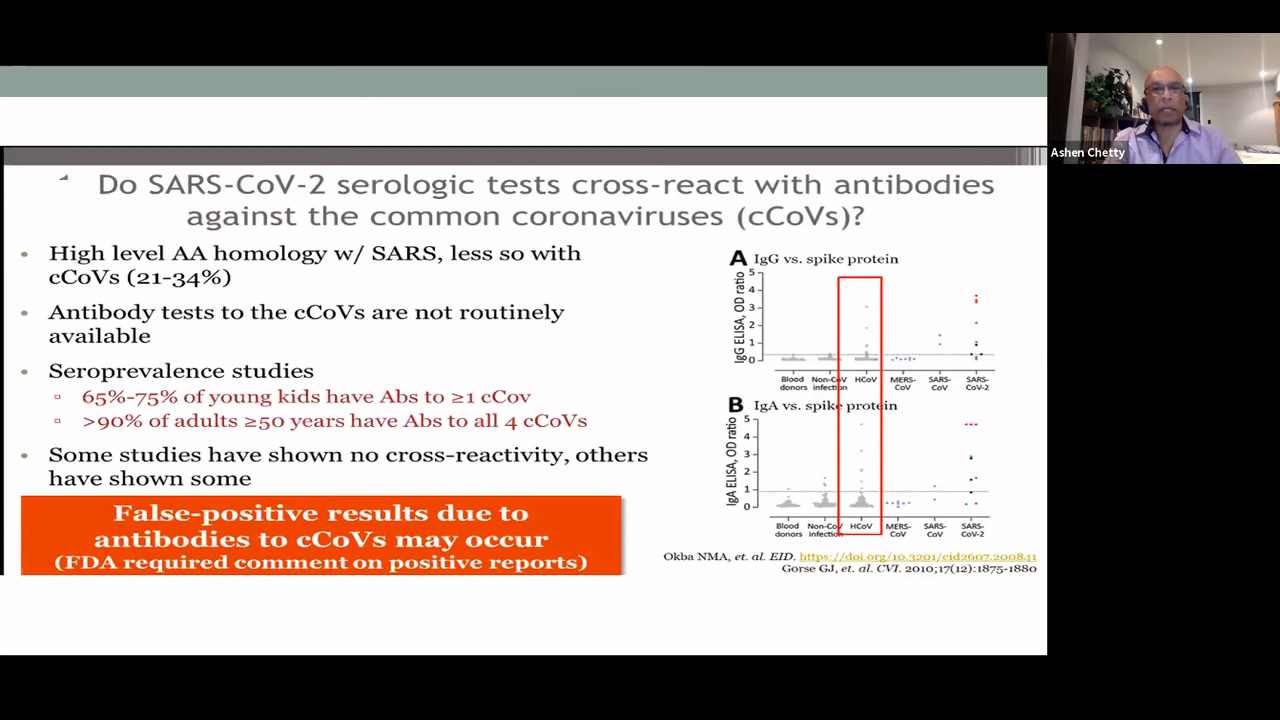 Ashen Chetty
Do SARS-CoV-2 serologic tests cross-react with antibodies
against the common coronaviruses (cCoVs)?
• High level AA homology w/ SARS, less so with
cCoVs (21-34%)
• Antibody tests to the cCoVs are not routinely
available
• Seroprevalence studies
▫ 65%-75% of young kids have Abs to ≥1 cCov
▫ >90% of adults ≥50 years have Abs to all 4 cCoVs
• Some studies have shown no cross-reactivity, others
have shown some
False-positive results due to
antibodies to cCoVs may occur
(FDA required comment on positive reports)
A IgG vs. spike protein
IgG ELISA, OD ratio
5
4
3
2
1
0
Blood donors
Non-CoV infection
HCoV
MERS-CoV
SARS-CoV
SARS-CoV-2
B IgA vs. spike protein
IgA ELISA, OD ratio
5
4
3
2
1
0
Blood donors
Non-CoV infection
HCoV
MERS-CoV
SARS-CoV
SARS-CoV-2
Okba NMA, et. al. EID. https://doi.org/10.3201/eid2607.200841
Gorse GJ, et. al. CVI. 2010;17(12):1875-1880